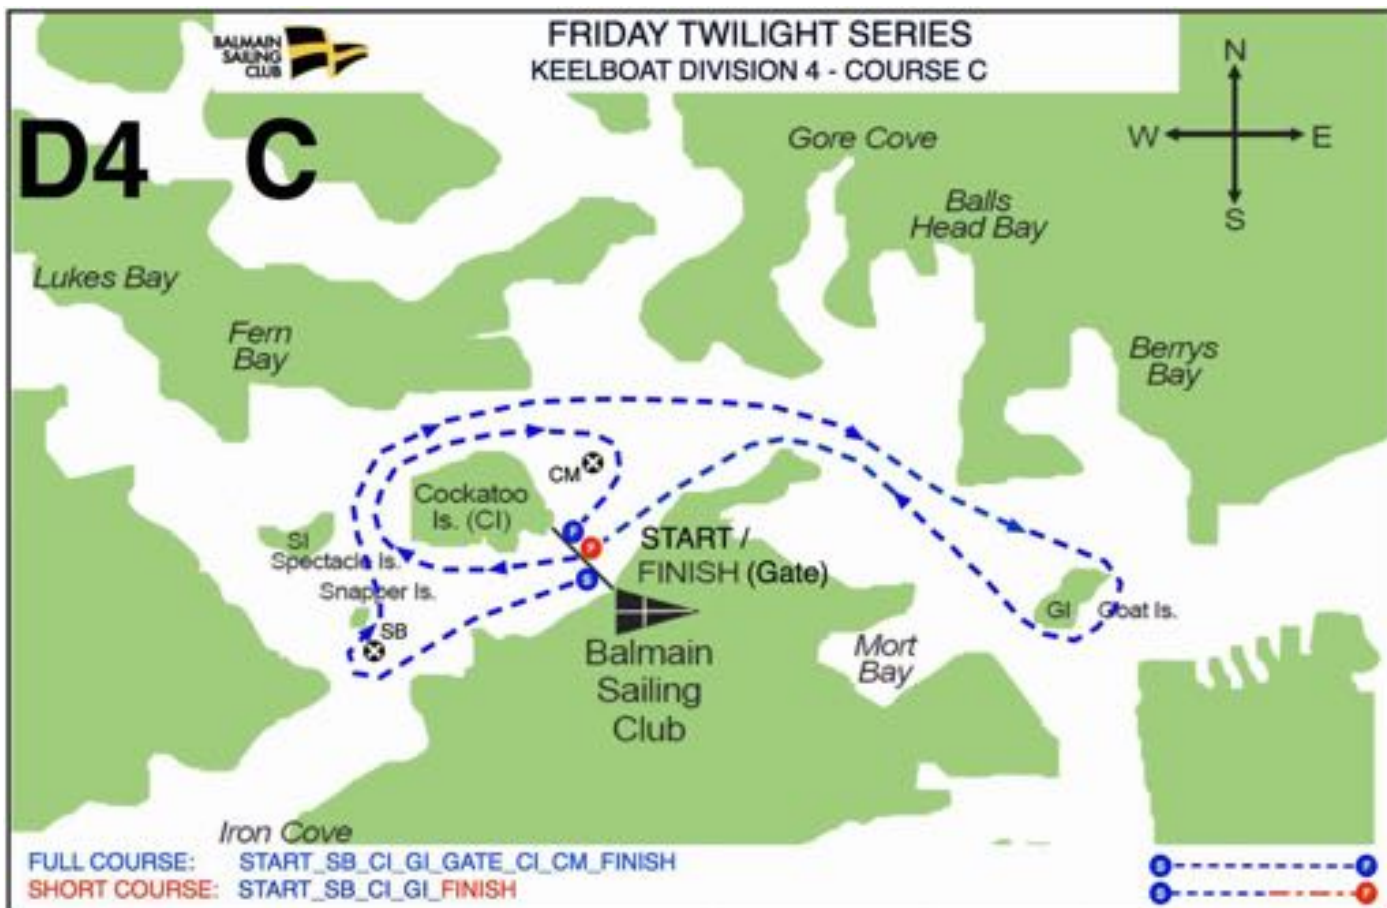 BALMAIN
SAILING
CLUB
FRIDAY TWILIGHT SERIES
KEELBOAT DIVISION 4 - COURSE C
D4 C
N
W E
S
Gore Cove
Balls
Head Bay
Lukes Bay
Fern
Bay
Berrys
Bay
CM
Cockatoo
Is. (CI)
SI
Spectacle Is.
Snapper Is.
SB
F
F
S
START /
FINISH (Gate)
GI Goat Is.
Mort
Bay
Balmain
Sailing
Club
Iron Cove
FULL COURSE: START_SB_CI_GI_GATE_CI_CM_FINISH
S F
SHORT COURSE: START_SB_CI_GI_FINISH
S F